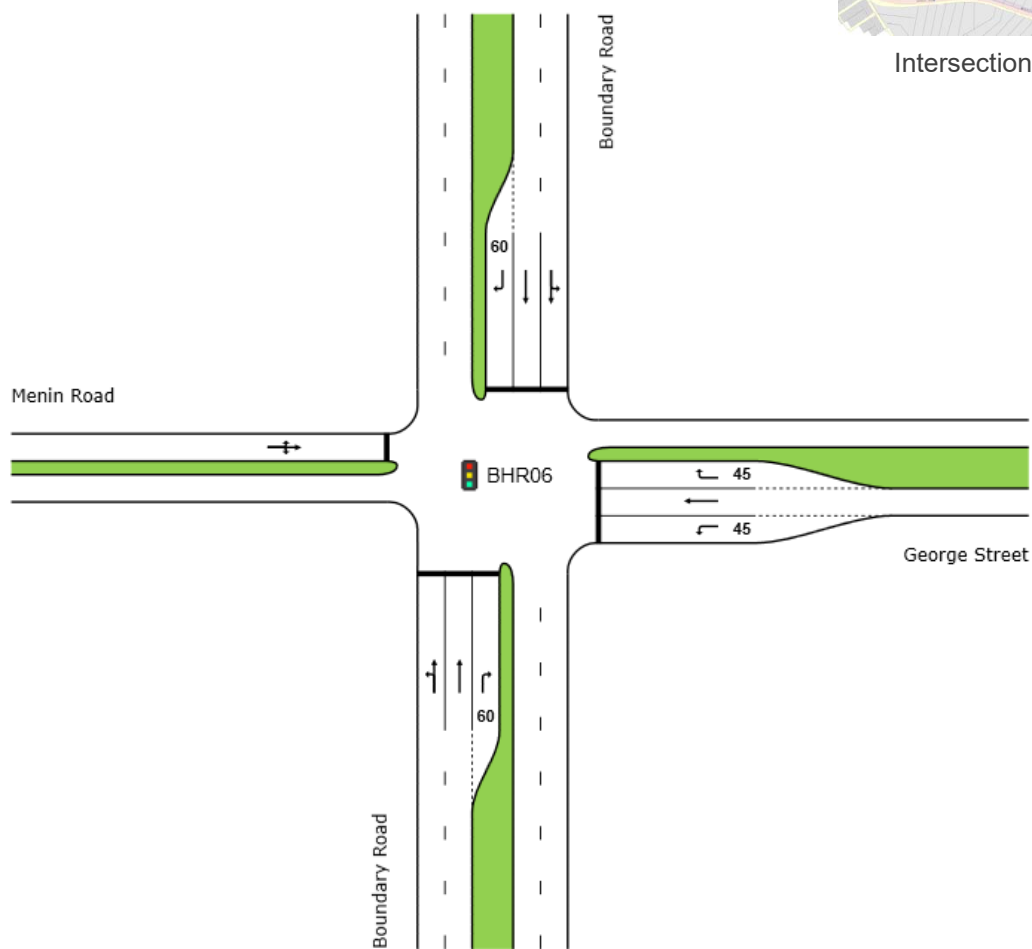 Boundary Road
Intersection
60
Menin Road
BHR06
45
45
George Street
60
Boundary Road